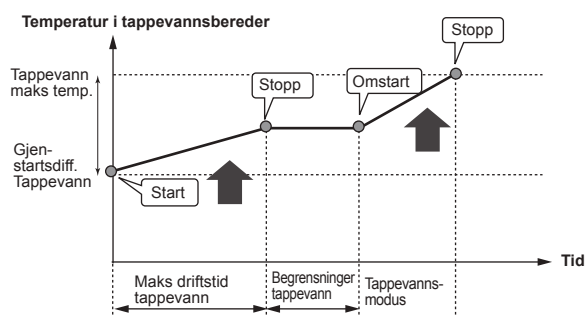 Temperatur i tappevannsbereder
Stopp
Tappevann
maks temp.
Stopp
Omstart
Gjen-
startsdiff.
Tappevann
Start
Tid
Maks driftstid
tappevann
Begrensninger
tappevann
Tappevanns-
modus